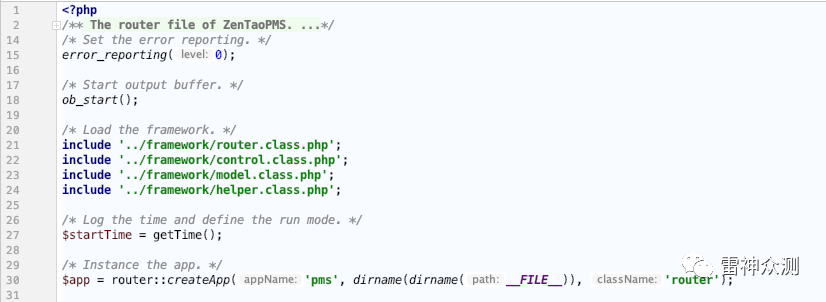 1 <?php
2 /** The router file of ZenTaoPMS. ...*/
14 /* Set the error reporting. */
15 error_reporting( level: 0);
16
17 /* Start output buffer. */
18 ob_start();
19
20 /* Load the framework. */
21 include '../framework/router.class.php';
22 include '../framework/control.class.php';
23 include '../framework/model.class.php';
24 include '../framework/helper.class.php';
25
26 /* Log the time and define the run mode. */
27 $startTime = getTime();
28
29 /* Instance the app. */
30 $app = router::createApp( appName: 'pms', dirname(dirname( path: __FILE__)), className: 'router');
31
雷神众测